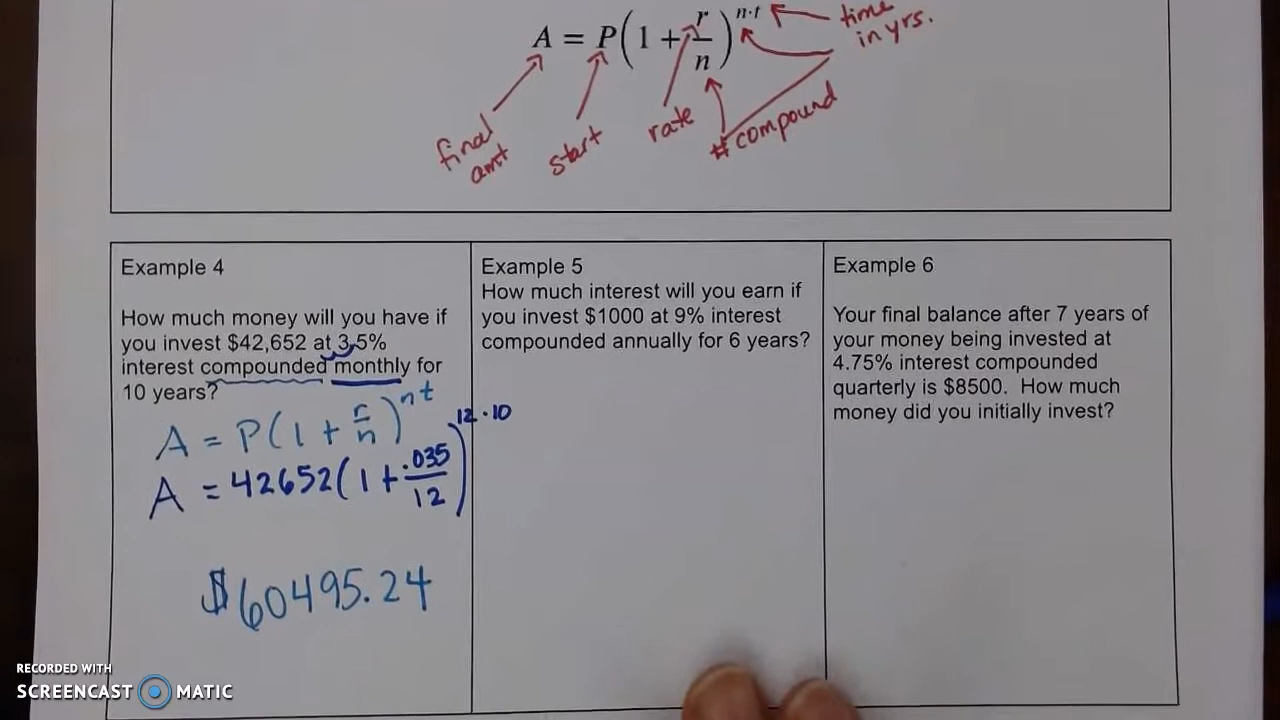 A = P(1 + r/n)^n·t
time
in yrs.
final
amt
start
rate
# compound
Example 4
How much money will you have if
you invest $42,652 at 3.5%
interest compounded monthly for
10 years?
A = P(1 + r/n)^nt
A = 42652(1 + .035/12)^12·10
$60495.24
Example 5
How much interest will you earn if
you invest $1000 at 9% interest
compounded annually for 6 years?
Example 6
Your final balance after 7 years of
your money being invested at
4.75% interest compounded
quarterly is $8500. How much
money did you initially invest?
RECORDED WITH
SCREENCAST MATIC